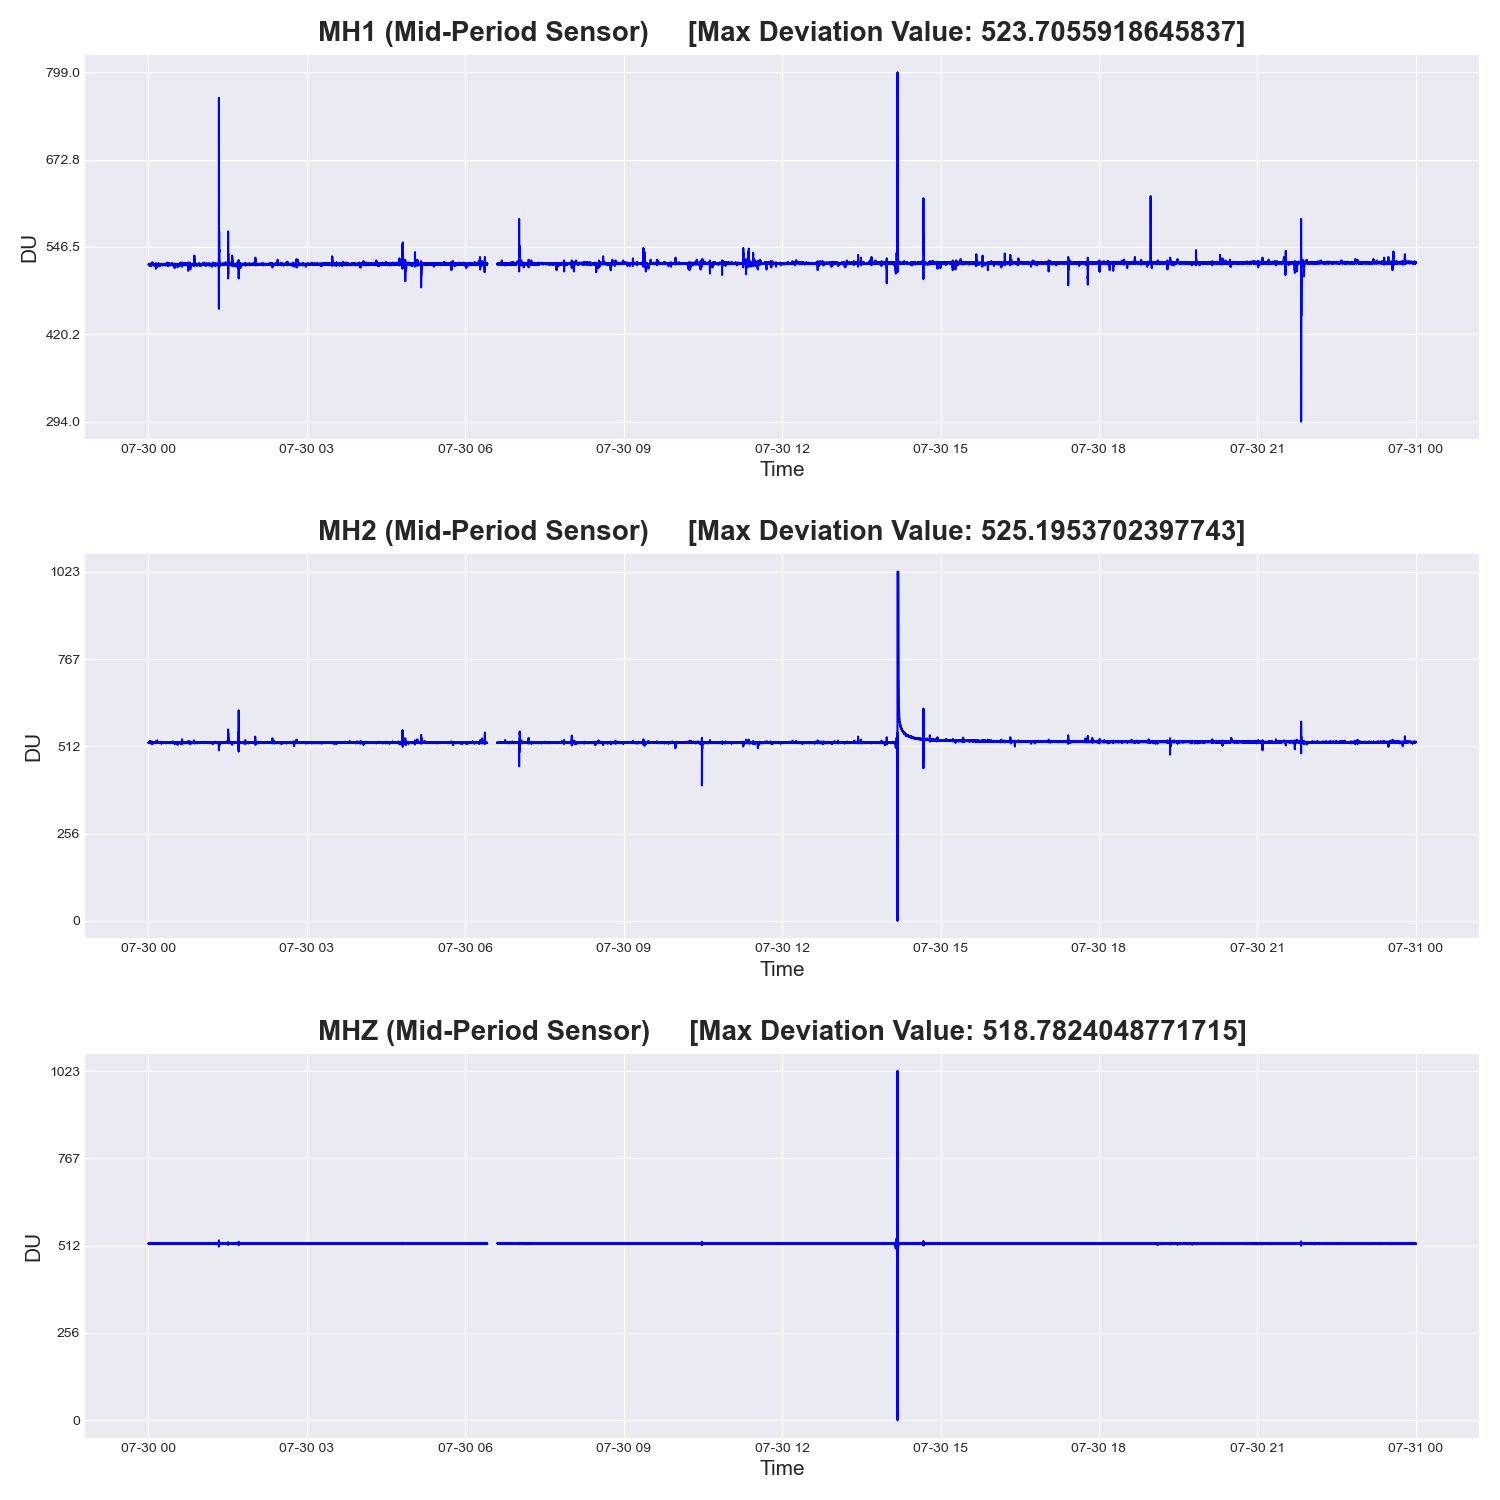 MH1 (Mid-Period Sensor) [Max Deviation Value: 523.7055918645837]
799.0
672.8
546.5
420.2
294.0
DU
07-30 00 07-30 03 07-30 06 07-30 09 07-30 12 07-30 15 07-30 18 07-30 21 07-31 00
Time
MH2 (Mid-Period Sensor) [Max Deviation Value: 525.1953702397743]
1023
767
512
256
0
DU
07-30 00 07-30 03 07-30 06 07-30 09 07-30 12 07-30 15 07-30 18 07-30 21 07-31 00
Time
MHZ (Mid-Period Sensor) [Max Deviation Value: 518.7824048771715]
1023
767
512
256
0
DU
07-30 00 07-30 03 07-30 06 07-30 09 07-30 12 07-30 15 07-30 18 07-30 21 07-31 00
Time